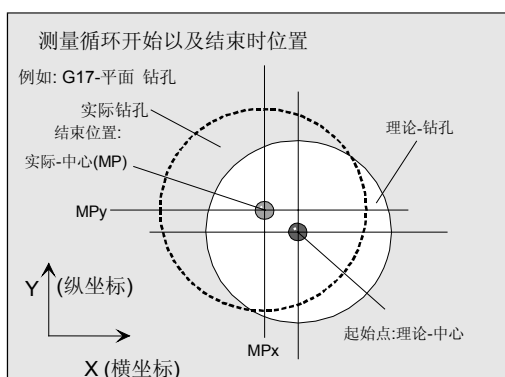 测量循环开始以及结束时位置
例如: G17-平面 钻孔
实际钻孔
结束位置:
理论-钻孔
实际-中心(MP)
MPy
Y (纵坐标)
起始点:理论-中心
MPx
X (横坐标)